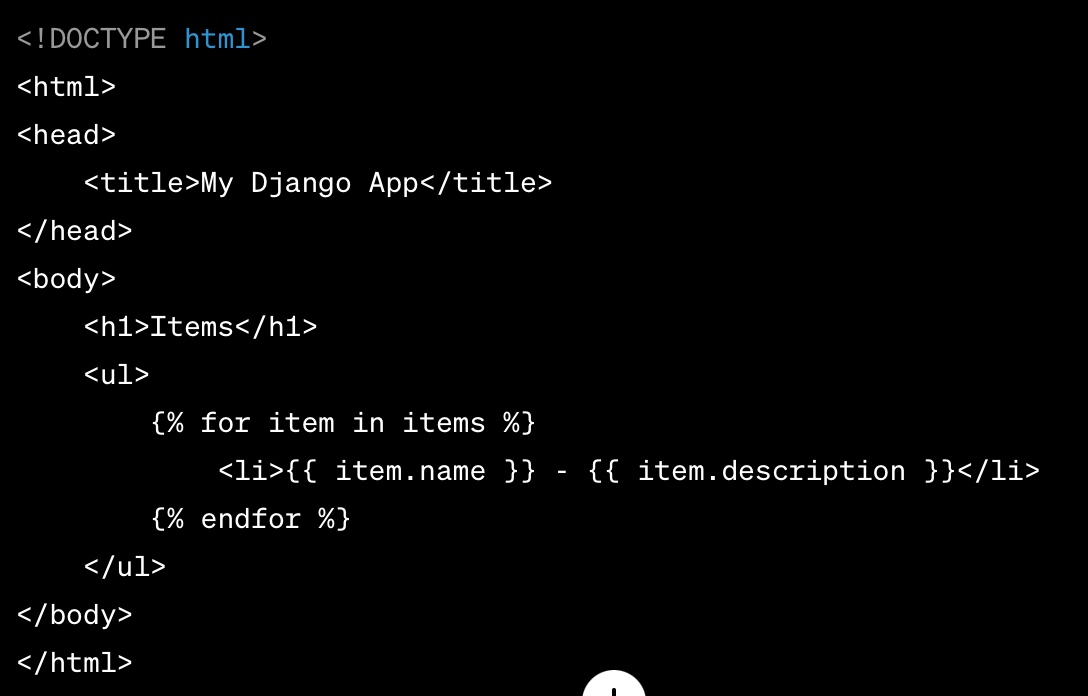 <!DOCTYPE html>
<html>
<head>
    <title>My Django App</title>
</head>
<body>
    <h1>Items</h1>
    <ul>
        {% for item in items %}
            <li>{{ item.name }} - {{ item.description }}</li>
        {% endfor %}
    </ul>
</body>
</html>